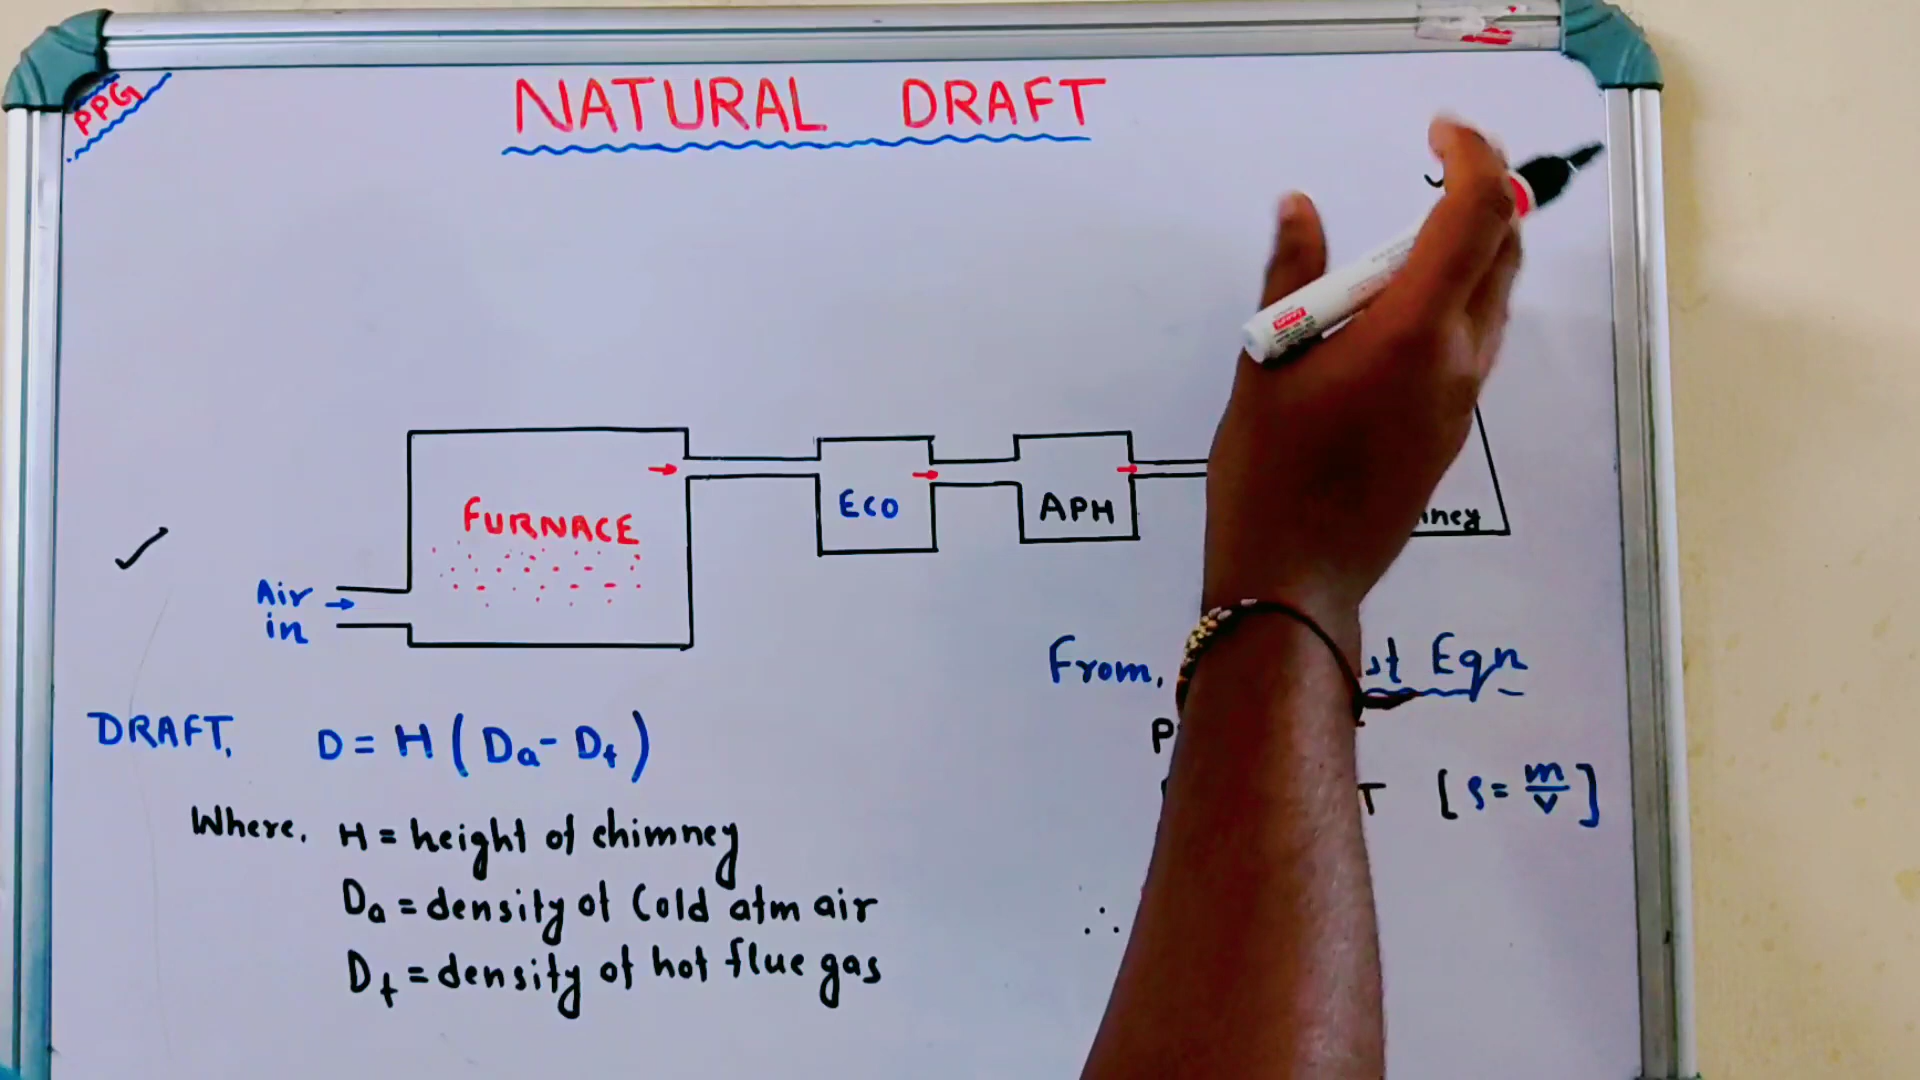 PPG
NATURAL DRAFT
FURNACE
ECO
APH
Air
in
From,
Eqn
DRAFT, D = H (Da - Df)
P
T [ρ = m/v]
Where, H = height of chimney
Da = density of Cold atm air
∴
Df = density of hot flue gas